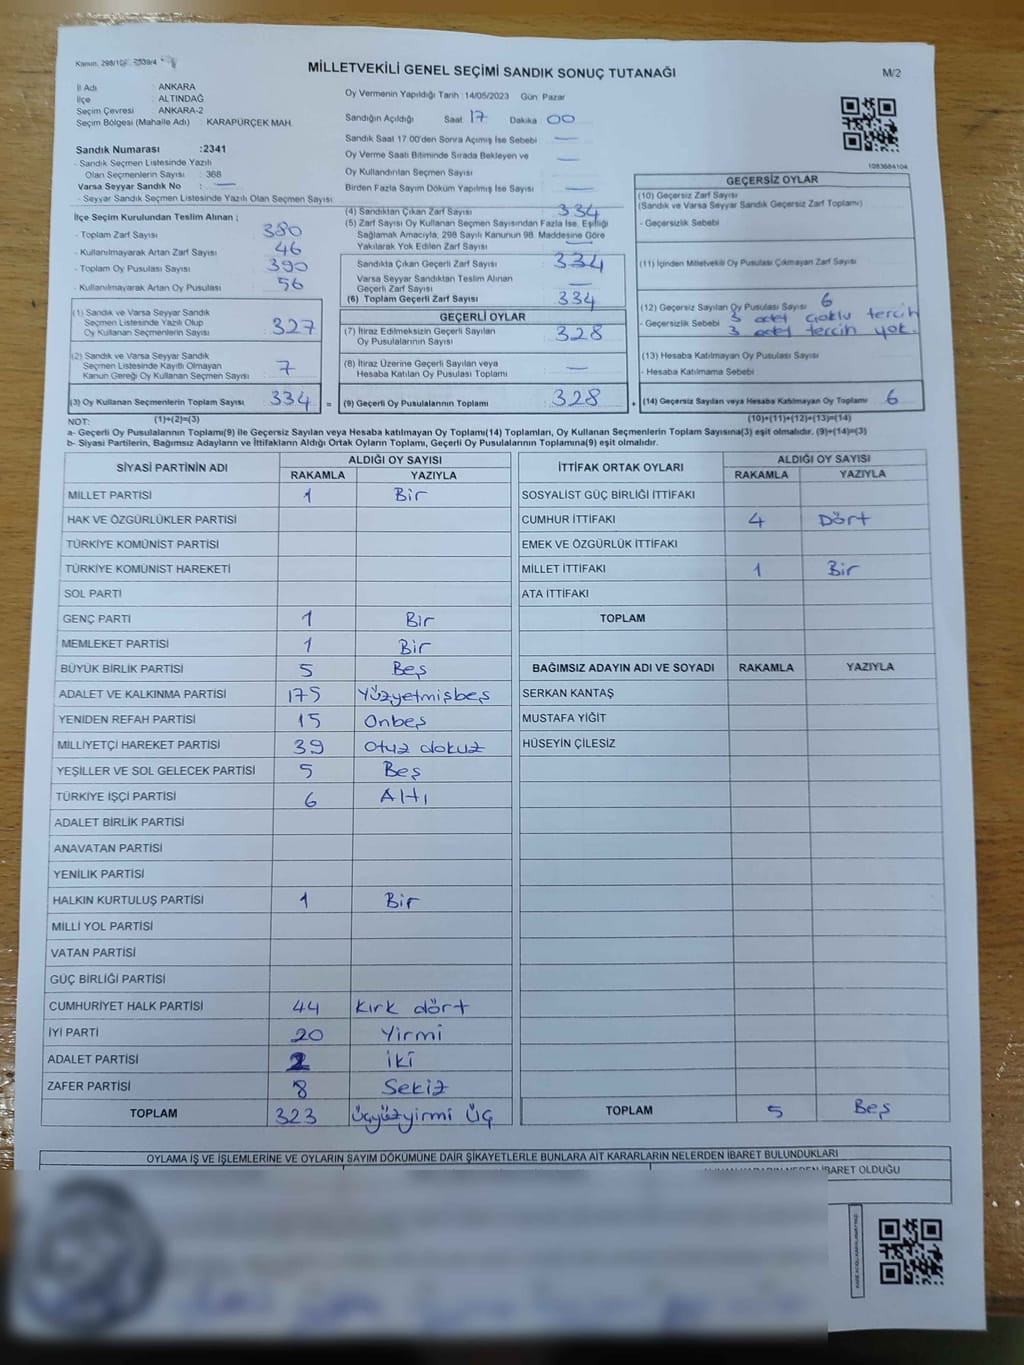 Kanun, 298/10
MİLLETVEKİLİ GENEL SEÇİMİ SANDIK SONUÇ TUTANAĞI
M/2
İl Adı : ANKARA
İlçe : ALTINDAĞ
Seçim Çevresi : ANKARA-2
Seçim Bölgesi (Mahalle Adı) : KARAPÜRÇEK MAH.
Oy Vermenin Yapıldığı Tarih :14/05/2023 Gün Pazar
Sandığın Açıldığı Saat 17 Dakika 00
Sandık Saat 17.00'den Sonra Açımış İse Sebebi —
Oy Verme Saati Bitiminde Sırada Bekleyen ve —
Oy Kullandırılan Seçmen Sayısı
Birden Fazla Sayım Döküm Yapılmış İse Sayısı —
1083684104
Sandık Numarası :2341
- Sandık Seçmen Listesinde Yazılı
Olan Seçmenlerin Sayısı : 368
Varsa Seyyar Sandık No : —
- Seyyar Sandık Seçmen Listesinde Yazılı Olan Seçmen Sayısı
İlçe Seçim Kurulundan Teslim Alınan ;
- Toplam Zarf Sayısı 380
- Kullanılmayarak Artan Zarf Sayısı 46
- Toplam Oy Pusulası Sayısı 390
- Kullanılmayarak Artan Oy Pusulası 56
(1) Sandık ve Varsa Seyyar Sandık
Seçmen Listesinde Yazılı Olup
Oy Kullanan Seçmenlerin Sayısı 327
(2) Sandık ve Varsa Seyyar Sandık
Seçmen Listesinde Kayıtlı Olmayan
Kanun Gereği Oy Kullanan Seçmen Sayısı 7
(3) Oy Kullanan Seçmenlerin Toplam Sayısı 334 =
(4) Sandıktan Çıkan Zarf Sayısı 334
(5) Zarf Sayısı Oy Kullanan Seçmen Sayısından Fazla İse, Eşitliği
Sağlamak Amacıyla, 298 Sayılı Kanunun 98. Maddesine Göre
Yakılarak Yok Edilen Zarf Sayısı —
Sandıkta Çıkan Geçerli Zarf Sayısı 334
Varsa Seyyar Sandıktan Teslim Alınan
Geçerli Zarf Sayısı —
(6) Toplam Geçerli Zarf Sayısı 334
GEÇERLİ OYLAR
(7) İtiraz Edilmeksizin Geçerli Sayılan
Oy Pusulalarının Sayısı 328
(8) İtiraz Üzerine Geçerli Sayılan veya
Hesaba Katılan Oy Pusulası Toplamı —
(9) Geçerli Oy Pusulalarının Toplamı 328 +
GEÇERSİZ OYLAR
(10) Geçersiz Zarf Sayısı
(Sandık ve Varsa Seyyar Sandık Geçersiz Zarf Toplamı)
- Geçersizlik Sebebi
(11) İçinden Milletvekili Oy Pusulası Çıkmayan Zarf Sayısı
(12) Geçersiz Sayılan Oy Pusulası Sayısı 6
- Geçersizlik Sebebi 3 adet çoklu tercih
3 adet tercih yok.
(13) Hesaba Katılmayan Oy Pusulası Sayısı
- Hesaba Katılmama Sebebi
(14) Geçersiz Sayılan veya Hesaba Katılmayan Oy Toplamı 6
NOT: (1)+(2)=(3) (10)+(11)+(12)+(13)=(14)
a- Geçerli Oy Pusulalarının Toplamı(9) ile Geçersiz Sayılan veya Hesaba katılmayan Oy Toplamı(14) Toplamları, Oy Kullanan Seçmenlerin Toplam Sayısına(3) eşit olmalıdır. (9)+(14)=(3)
b- Siyasi Partilerin, Bağımsız Adayların ve İttifakların Aldığı Ortak Oyların Toplamı, Geçerli Oy Pusulalarının Toplamına(9) eşit olmalıdır.
SİYASİ PARTİNİN ADI ALDIĞI OY SAYISI
RAKAMLA YAZIYLA
MİLLET PARTİSİ 1 Bir
HAK VE ÖZGÜRLÜKLER PARTİSİ
TÜRKİYE KOMÜNİST PARTİSİ
TÜRKİYE KOMÜNİST HAREKETİ
SOL PARTİ
GENÇ PARTİ 1 Bir
MEMLEKET PARTİSİ 1 Bir
BÜYÜK BİRLİK PARTİSİ 5 Beş
ADALET VE KALKINMA PARTİSİ 175 Yüzyetmişbeş
YENİDEN REFAH PARTİSİ 15 Onbeş
MİLLİYETÇİ HAREKET PARTİSİ 39 Otuz dokuz
YEŞİLLER VE SOL GELECEK PARTİSİ 5 Beş
TÜRKİYE İŞÇİ PARTİSİ 6 Altı
ADALET BİRLİK PARTİSİ
ANAVATAN PARTİSİ
YENİLİK PARTİSİ
HALKIN KURTULUŞ PARTİSİ 1 Bir
MİLLİ YOL PARTİSİ
VATAN PARTİSİ
GÜÇ BİRLİĞİ PARTİSİ
CUMHURİYET HALK PARTİSİ 44 Kırk dört
İYİ PARTİ 20 Yirmi
ADALET PARTİSİ 2 İki
ZAFER PARTİSİ 8 Sekiz
TOPLAM 323 Üçyüzyirmi Üç
İTTİFAK ORTAK OYLARI ALDIĞI OY SAYISI
RAKAMLA YAZIYLA
SOSYALİST GÜÇ BİRLİĞİ İTTİFAKI
CUMHUR İTTİFAKI 4 Dört
EMEK VE ÖZGÜRLÜK İTTİFAKI
MİLLET İTTİFAKI 1 Bir
ATA İTTİFAKI
TOPLAM
BAĞIMSIZ ADAYIN ADI VE SOYADI RAKAMLA YAZIYLA
SERKAN KANTAŞ
MUSTAFA YİĞİT
HÜSEYİN ÇİLESİZ
TOPLAM 5 Beş
OYLAMA İŞ VE İŞLEMLERİNE VE OYLARIN SAYIM DÖKÜMÜNE DAİR ŞİKAYETLERLE BUNLARA AİT KARARLARIN NELERDEN İBARET BULUNDUKLARI
İBARET OLDUĞU